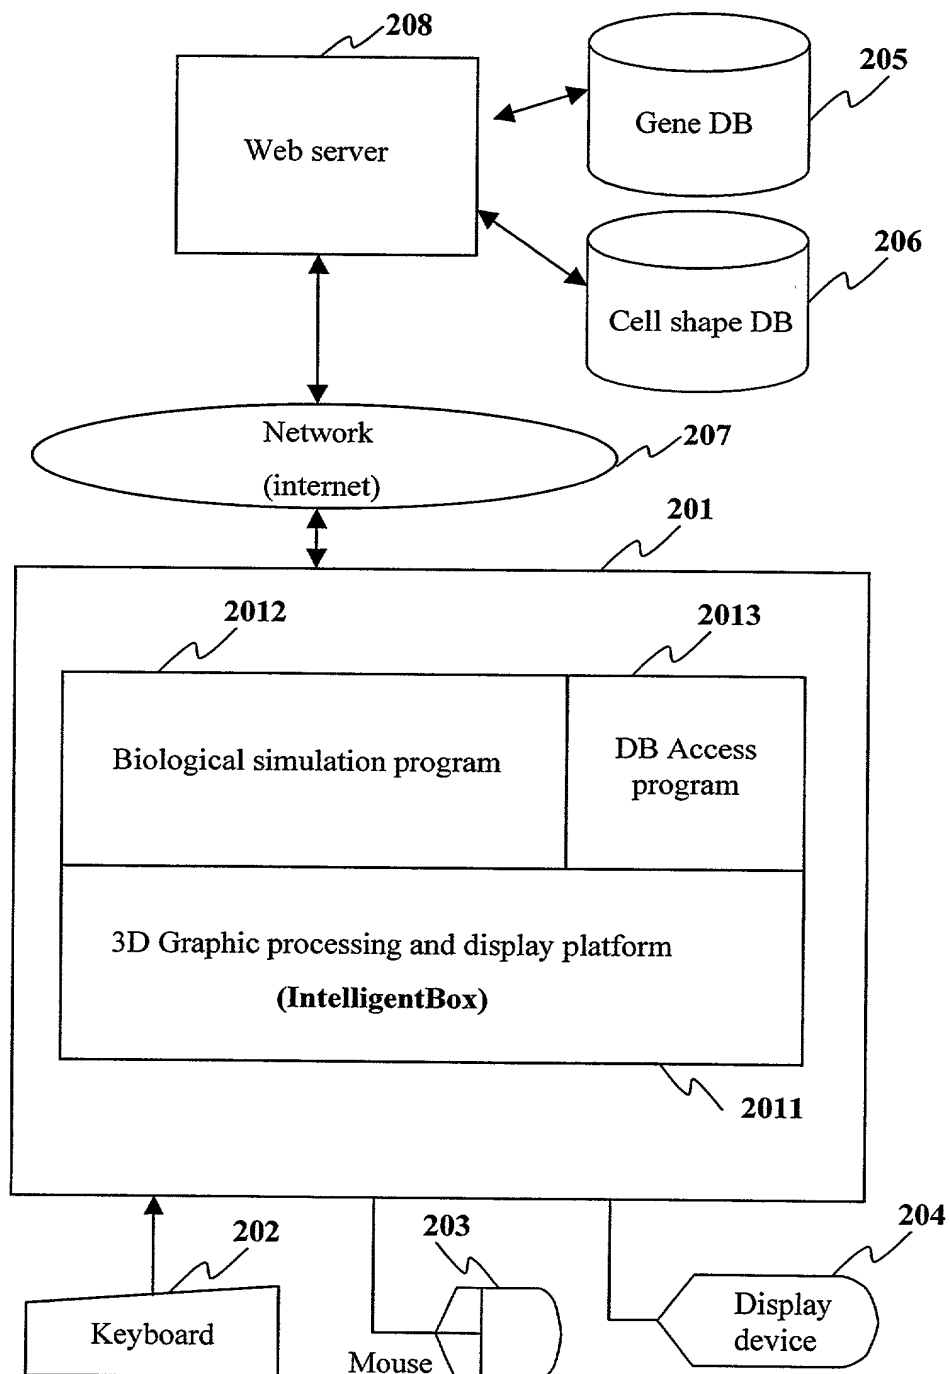 208
205
Web server
Gene DB
206
Cell shape DB
Network
(internet)
207
201
2012
2013
Biological simulation program
DB Access
program
3D Graphic processing and display platform
(IntelligentBox)
2011
202
203
204
Keyboard
Mouse
Display
device